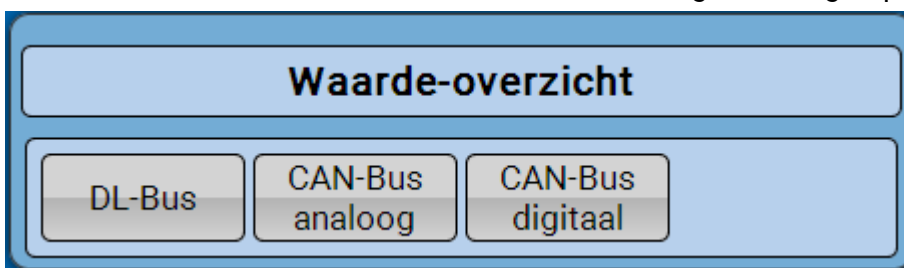 Waarde-overzicht
DL-Bus
CAN-Bus
analoog
CAN-Bus
digitaal